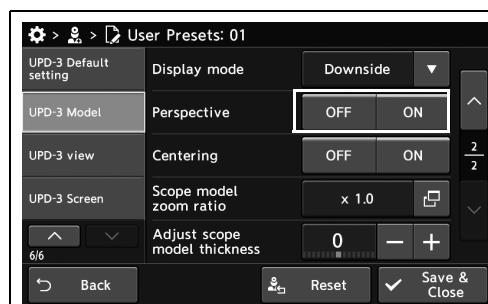 > > User Presets: 01
UPD-3 Default
setting
Display mode
Downside
UPD-3 Model
Perspective
OFF
ON
UPD-3 view
Centering
OFF
ON
2
2
UPD-3 Screen
Scope model
zoom ratio
x 1.0
6/6
Adjust scope
model thickness
0
Back
Reset
Save &
Close